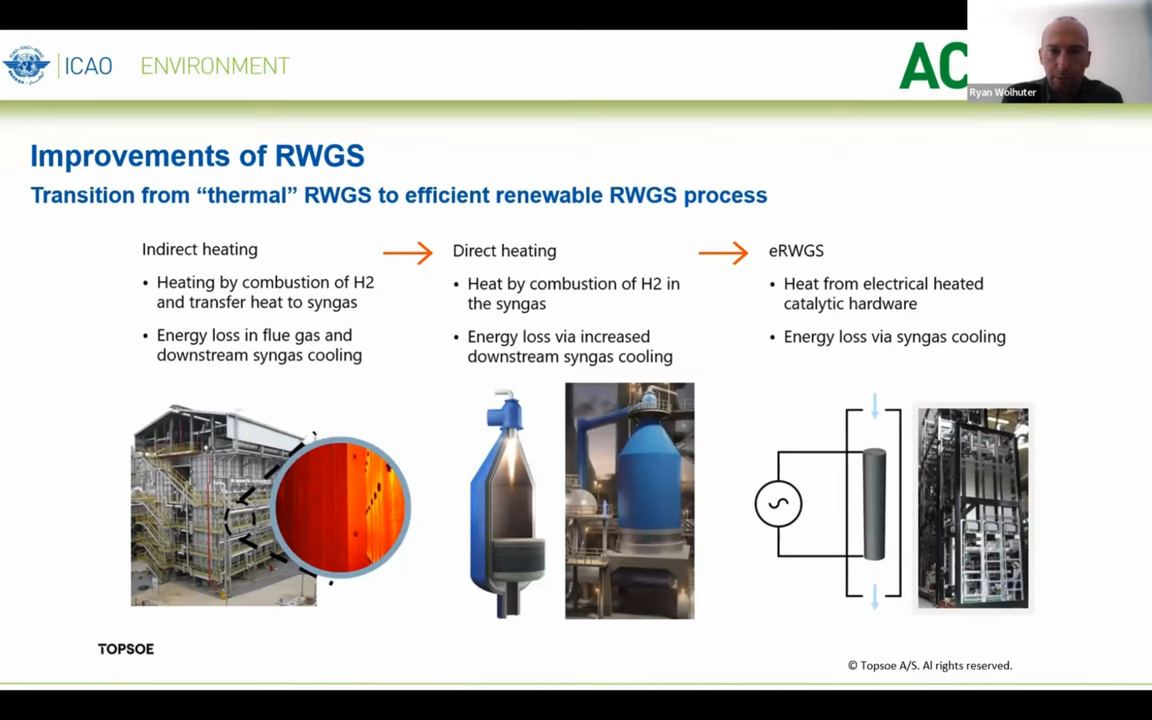 ICAO ENVIRONMENT
AC
Ryan Wolhuter
Improvements of RWGS
Transition from “thermal” RWGS to efficient renewable RWGS process
Indirect heating
• Heating by combustion of H2
and transfer heat to syngas
• Energy loss in flue gas and
downstream syngas cooling
Direct heating
• Heat by combustion of H2 in
the syngas
• Energy loss via increased
downstream syngas cooling
eRWGS
• Heat from electrical heated
catalytic hardware
• Energy loss via syngas cooling
TOPSOE
© Topsoe A/S. Al rights reserved.